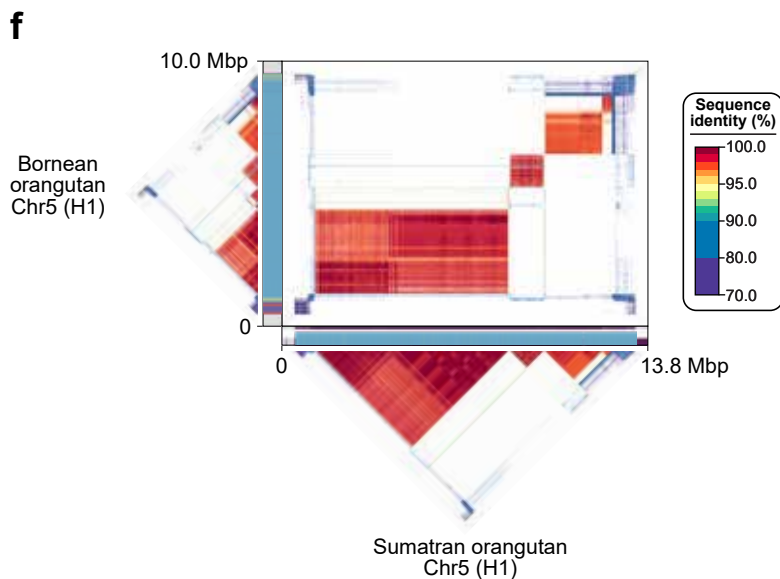 f
10.0 Mbp
Bornean
orangutan
Chr5 (H1)
0
0
13.8 Mbp
Sumatran orangutan
Chr5 (H1)
Sequence
identity (%)
100.0
95.0
90.0
80.0
70.0